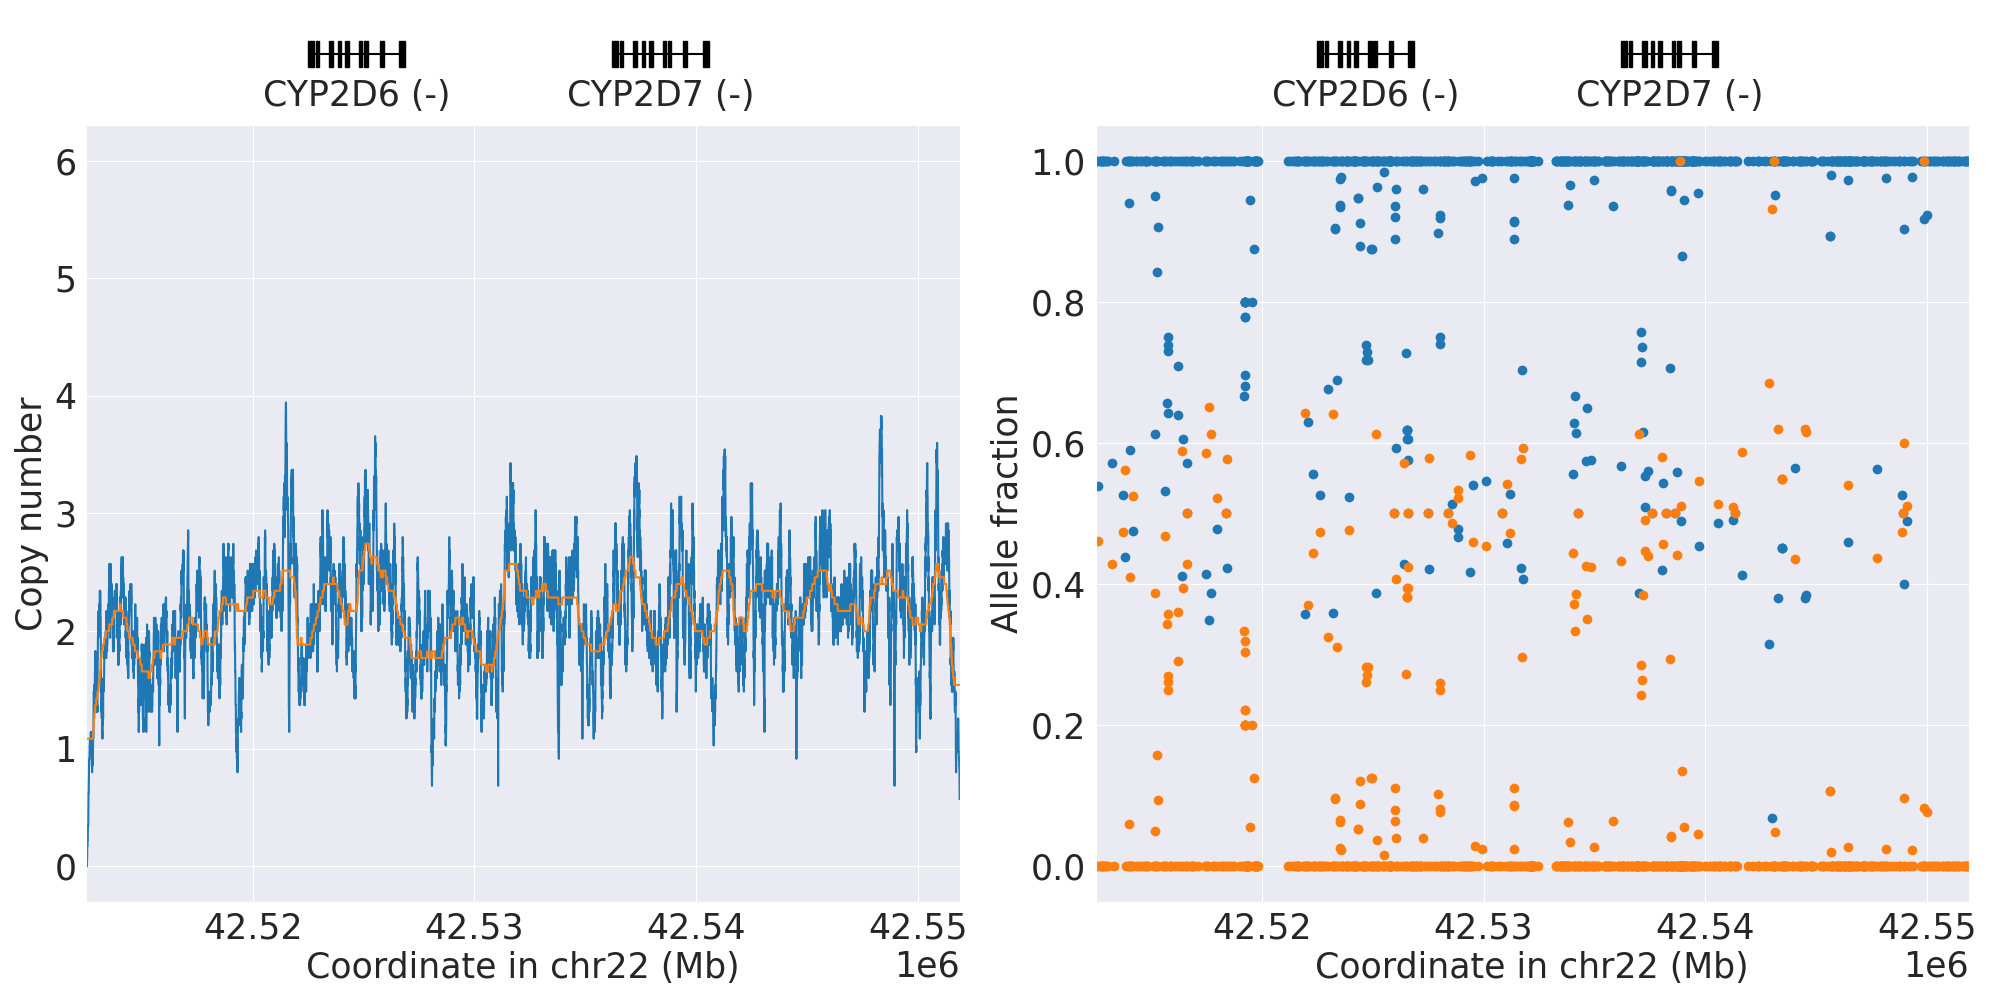 CYP2D6 (-) CYP2D7 (-)
Copy number
6
5
4
3
2
1
0
42.52 42.53 42.54 42.55
Coordinate in chr22 (Mb)
1e6
CYP2D6 (-) CYP2D7 (-)
Allele fraction
1.0
0.8
0.6
0.4
0.2
0.0
42.52 42.53 42.54 42.55
Coordinate in chr22 (Mb)
1e6